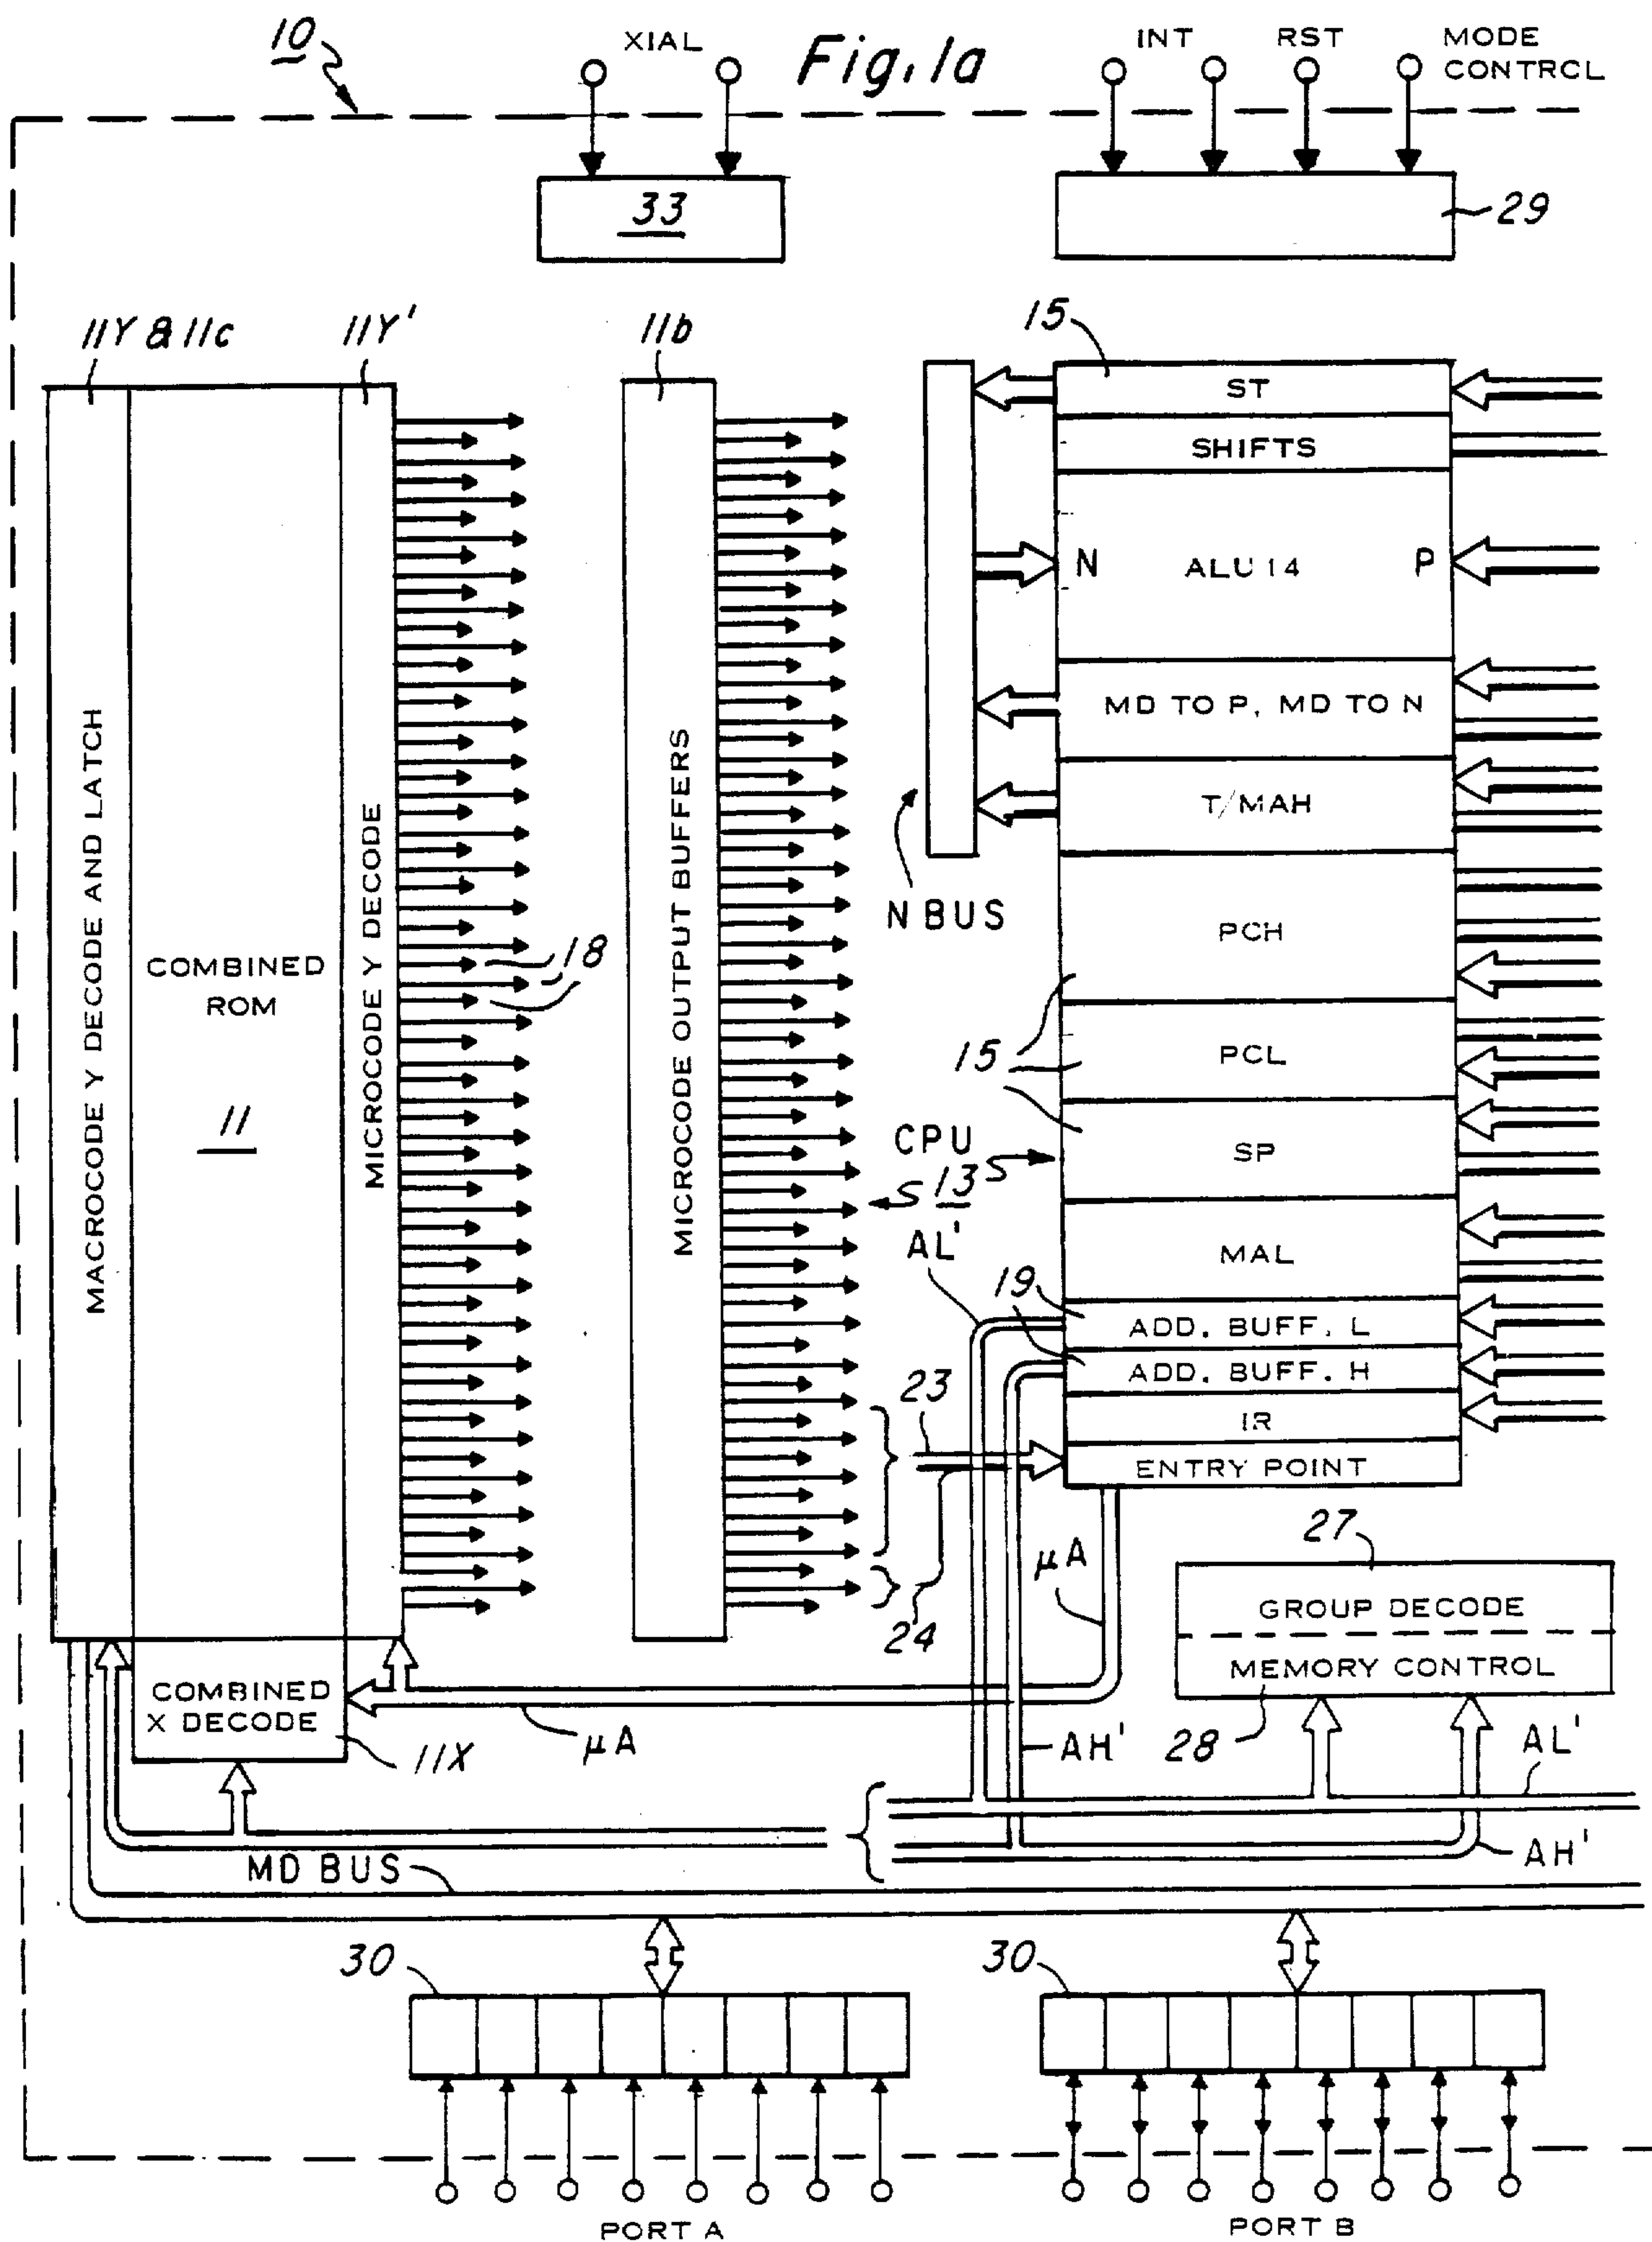 10
XIAL
Fig. 1a
INT
RST
MODE
CONTROL
33
29
11Y & 11c
11Y'
11b
15
ST
SHIFTS
N
ALU 14
P
MD TO P, MD TO N
T/MAH
N BUS
PCH
MACROCODE Y DECODE AND LATCH
COMBINED
ROM
11
MICROCODE Y DECODE
18
MICROCODE OUTPUT BUFFERS
15
PCL
CPU
13
SP
AL'
MAL
19
ADD. BUFF. L
ADD. BUFF. H
23
IR
ENTRY POINT
24
μA
27
GROUP DECODE
MEMORY CONTROL
28
COMBINED
X DECODE
11X
μA
AH'
AL'
AH'
MD BUS
30
30
PORT A
PORT B